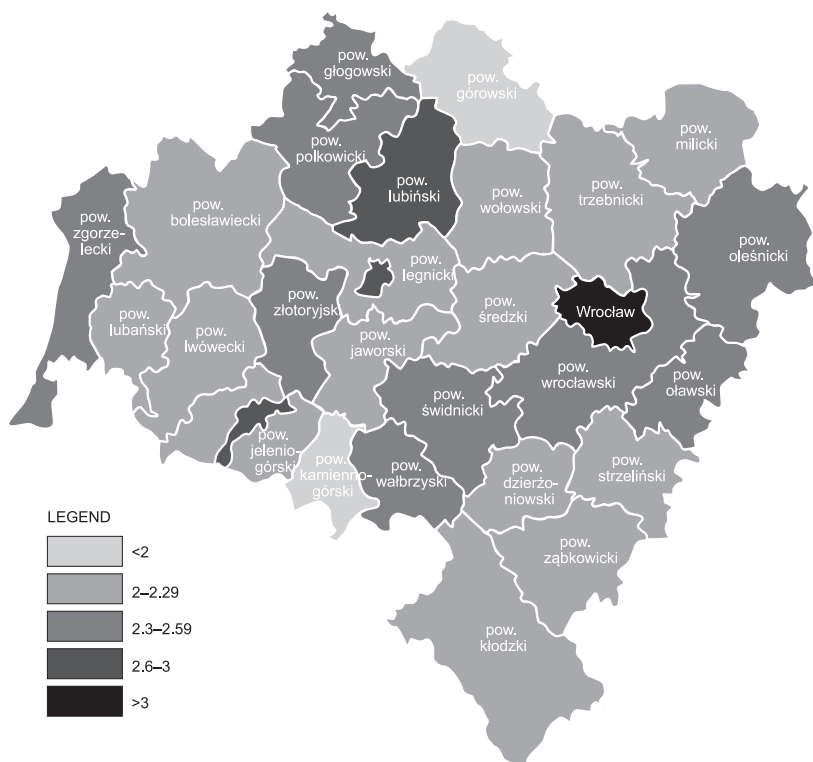 pow.
głogowski
pow.
górowski
pow.
milicki
pow.
polkowicki
pow.
lubiński
pow.
wołowski
pow.
trzebnicki
pow.
zgorze-
lecki
pow.
bolesławiecki
pow.
oleśnicki
pow.
legnicki
pow.
złotoryjski
pow.
średzki
Wrocław
pow.
lubański
pow.
lwówecki
pow.
jaworski
pow.
wrocławski
pow.
oławski
pow.
świdnicki
pow.
jelenio-
górski
pow.
kamienno-
górski
pow.
wałbrzyski
pow.
dzierżo-
niowski
pow.
strzeliński
pow.
ząbkowicki
pow.
kłodzki
LEGEND
<2
2–2.29
2.3–2.59
2.6–3
>3